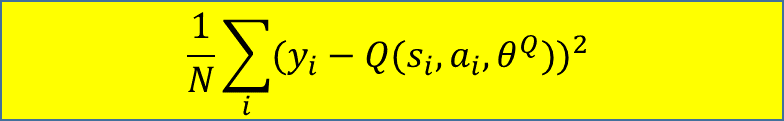 1/N ∑_i (y_i − Q(s_i, a_i, θ^Q))^2